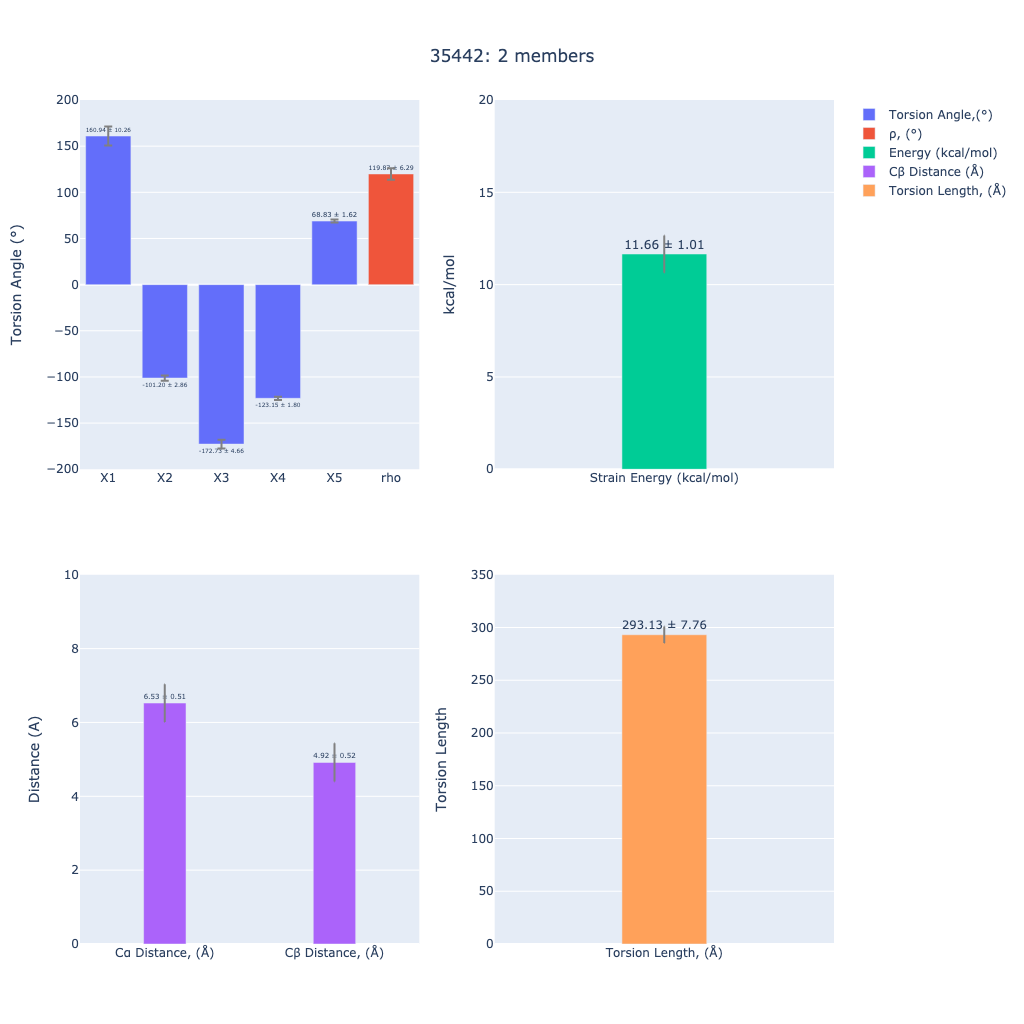 35442: 2 members
Torsion Angle (°)
200
150
100
50
0
−50
−100
−150
−200
160.94 ± 10.26
-101.20 ± 2.86
-172.73 ± 4.66
-123.15 ± 1.80
68.83 ± 1.62
119.87 ± 6.29
X1
X2
X3
X4
X5
rho
kcal/mol
20
15
10
5
0
11.66 ± 1.01
Strain Energy (kcal/mol)
Torsion Angle,(°)
ρ, (°)
Energy (kcal/mol)
Cβ Distance (Å)
Torsion Length, (Å)
Distance (A)
10
8
6
4
2
0
6.53 ± 0.51
4.92 ± 0.52
Cα Distance, (Å)
Cβ Distance, (Å)
Torsion Length
350
300
250
200
150
100
50
0
293.13 ± 7.76
Torsion Length, (Å)